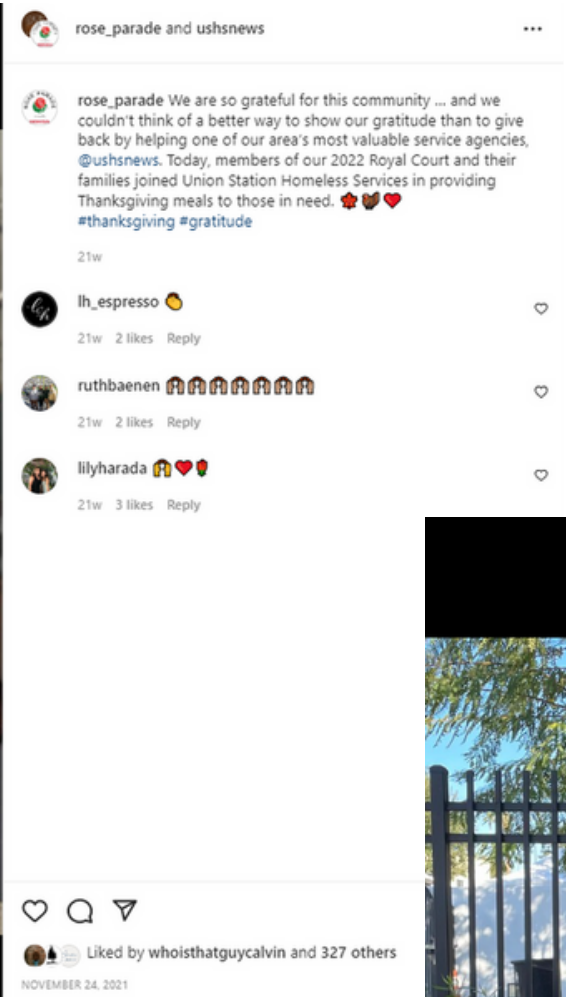 rose_parade and ushsnews
rose_parade We are so grateful for this community ... and we
couldn't think of a better way to show our gratitude than to give
back by helping one of our area's most valuable service agencies,
@ushsnews. Today, members of our 2022 Royal Court and their
families joined Union Station Homeless Services in providing
Thanksgiving meals to those in need. 🍁🦃❤️
#thanksgiving #gratitude
21w
lh_espresso 👏
21w 2 likes Reply
ruthbaenen 🙌🙌🙌🙌🙌🙌🙌
21w 2 likes Reply
lilyharada 🙌❤️🌹
21w 3 likes Reply
Liked by whoisthatguycalvin and 327 others
NOVEMBER 24, 2021